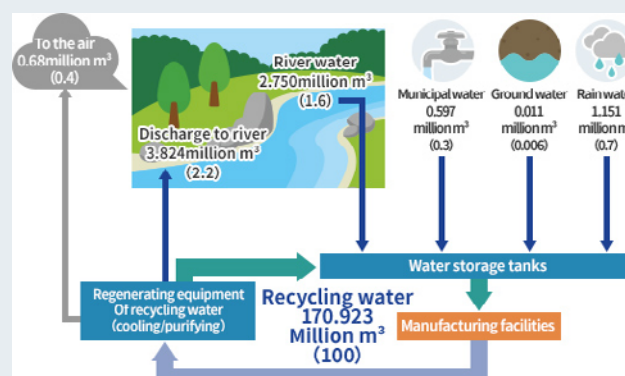 To the air
0.68million m³
(0.4)
River water
2.750million m³
(1.6)
Discharge to river
3.824million m³
(2.2)
Municipal water
0.597
million m³
(0.3)
Ground water
0.011
million m³
(0.006)
Rain wate
1.151
million m
(0.7)
Water storage tanks
Regenerating equipment
Of recycling water
(cooling/purifying)
Recycling water
170.923
Million m³
(100)
Manufacturing facilities